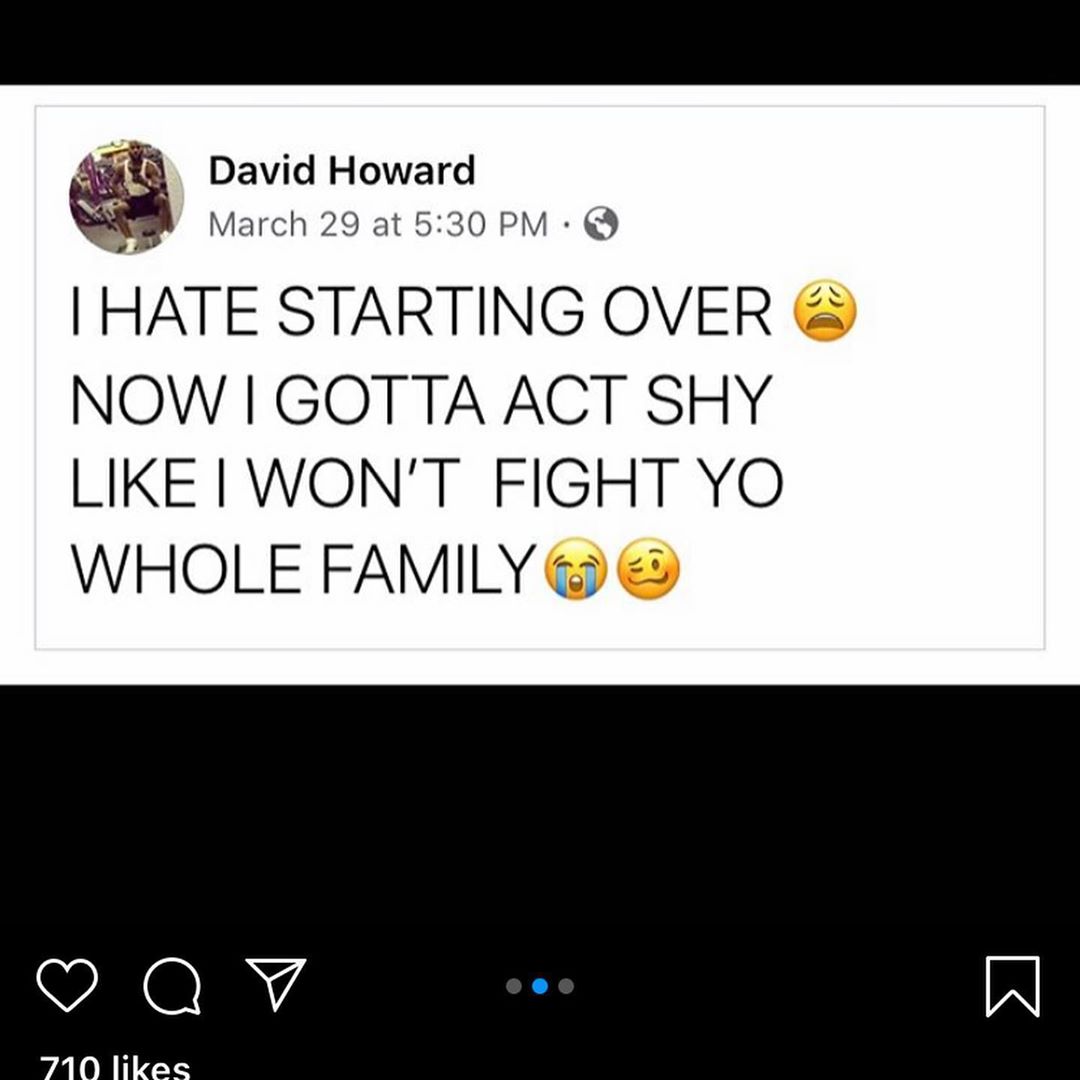 David Howard
March 29 at 5:30 PM ·
I HATE STARTING OVER 😩
NOW I GOTTA ACT SHY
LIKE I WON’T  FIGHT YO
WHOLE FAMILY😭🥴
710 likes